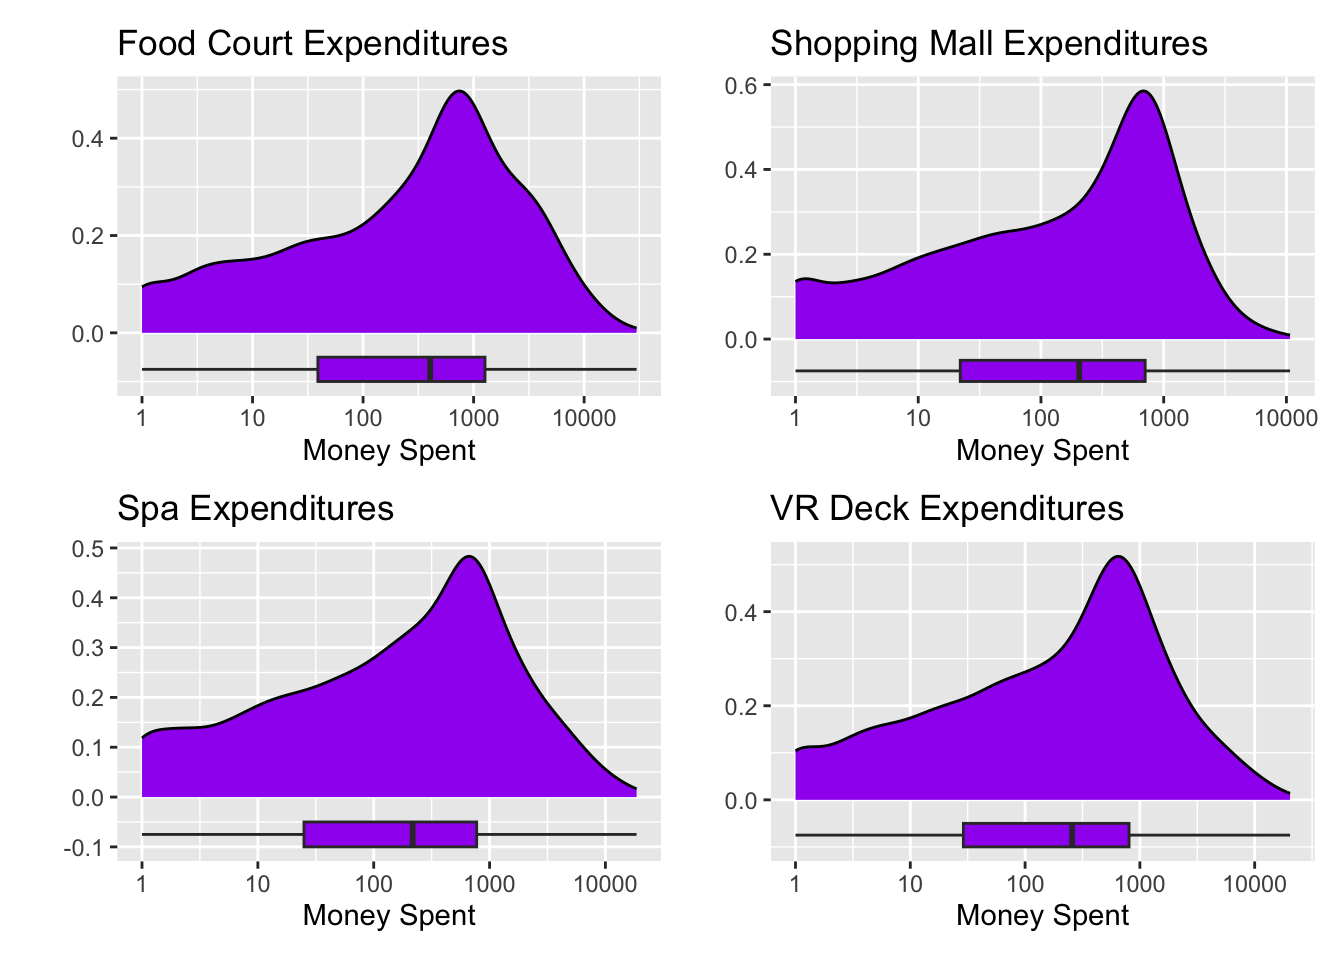 Food Court Expenditures
0.4
0.2
0.0
1 10 100 1000 10000
Money Spent
Shopping Mall Expenditures
0.6
0.4
0.2
0.0
1 10 100 1000 10000
Money Spent
Spa Expenditures
0.5
0.4
0.3
0.2
0.1
0.0
-0.1
1 10 100 1000 10000
Money Spent
VR Deck Expenditures
0.4
0.2
0.0
1 10 100 1000 10000
Money Spent